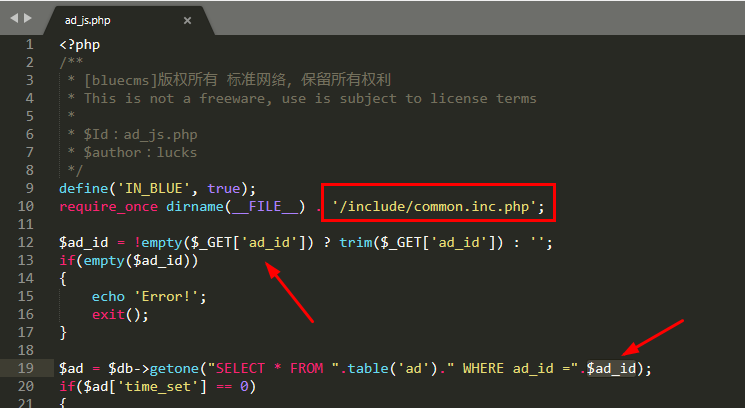 ad_js.php ×
1 <?php
2 /**
3  * [bluecms]版权所有 标准网络，保留所有权利
4  * This is not a freeware, use is subject to license terms
5  *
6  * $Id：ad_js.php
7  * $author：lucks
8  */
9 define('IN_BLUE', true);
10 require_once dirname(__FILE__) . '/include/common.inc.php';
11
12 $ad_id = !empty($_GET['ad_id']) ? trim($_GET['ad_id']) : '';
13 if(empty($ad_id))
14 {
15     echo 'Error!';
16     exit();
17 }
18
19 $ad = $db->getone("SELECT * FROM ".table('ad')." WHERE ad_id =".$ad_id);
20 if($ad['time_set'] == 0)
21 {